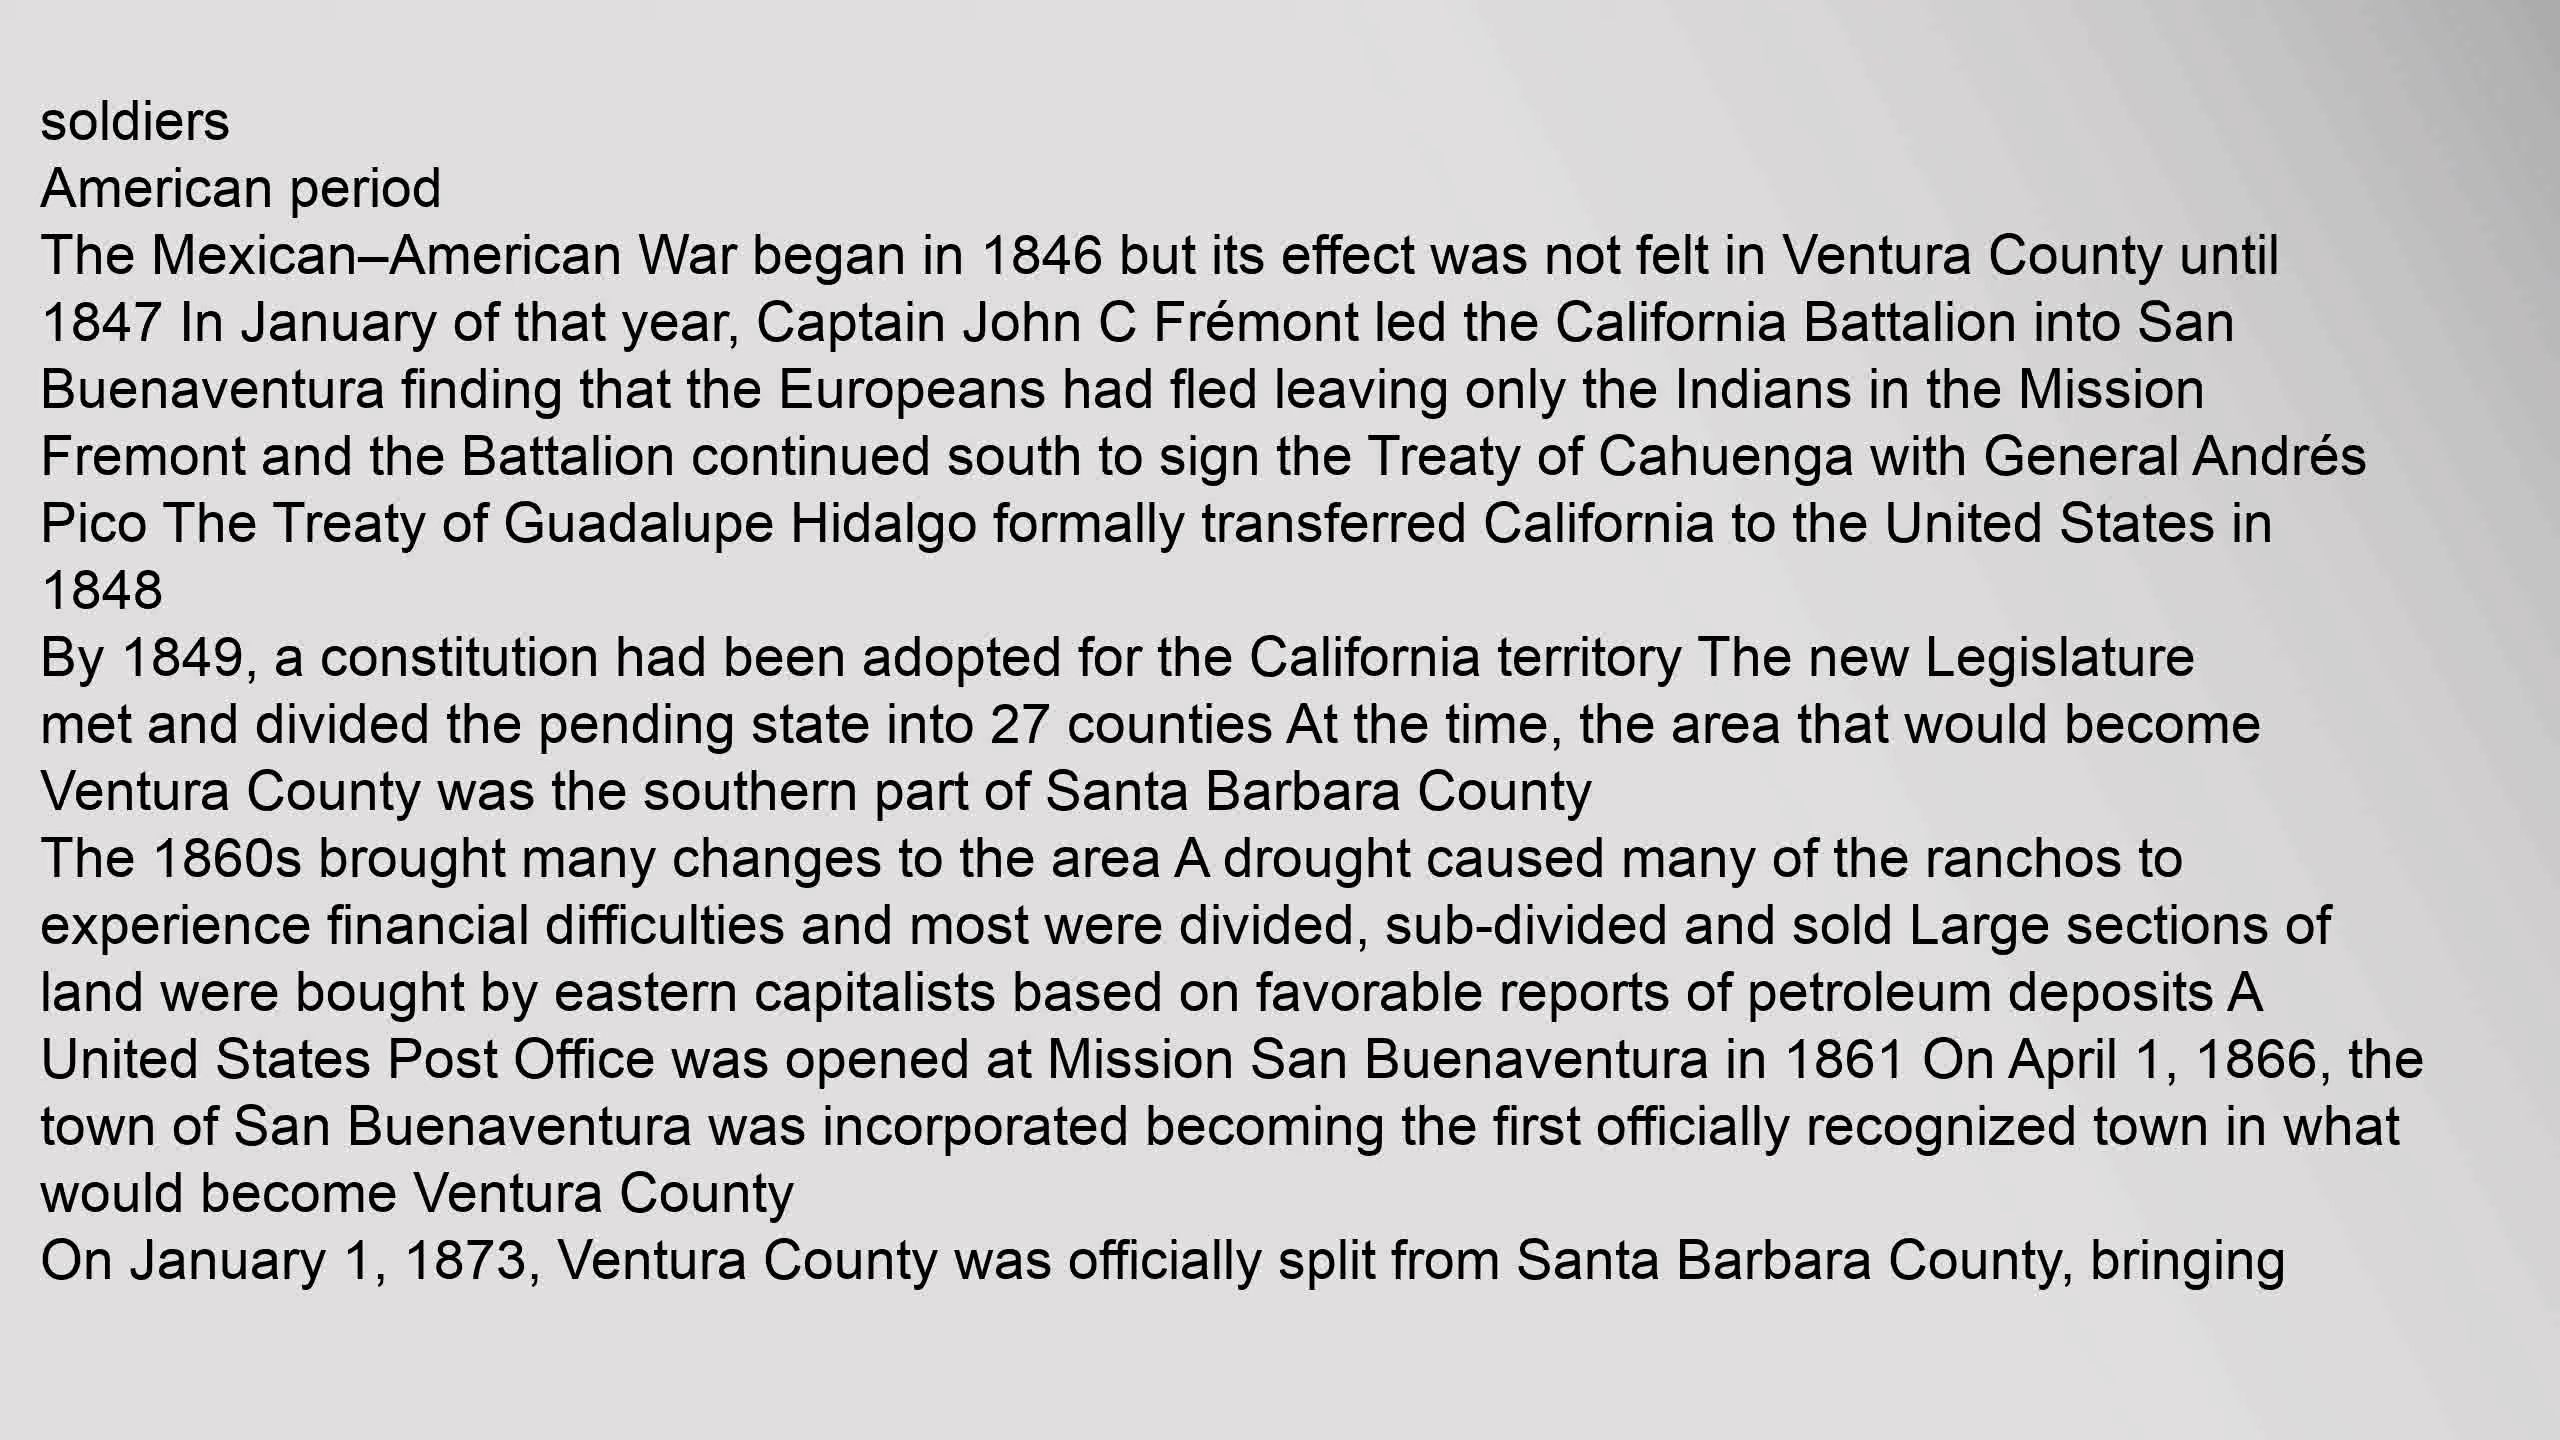 soldiers
American period
The Mexican–American War began in 1846 but its effect was not felt in Ventura County until
1847 In January of that year, Captain John C Frémont led the California Battalion into San
Buenaventura finding that the Europeans had fled leaving only the Indians in the Mission
Fremont and the Battalion continued south to sign the Treaty of Cahuenga with General Andrés
Pico The Treaty of Guadalupe Hidalgo formally transferred California to the United States in
1848
By 1849, a constitution had been adopted for the California territory The new Legislature
met and divided the pending state into 27 counties At the time, the area that would become
Ventura County was the southern part of Santa Barbara County
The 1860s brought many changes to the area A drought caused many of the ranchos to
experience financial difficulties and most were divided, sub-divided and sold Large sections of
land were bought by eastern capitalists based on favorable reports of petroleum deposits A
United States Post Office was opened at Mission San Buenaventura in 1861 On April 1, 1866, the
town of San Buenaventura was incorporated becoming the first officially recognized town in what
would become Ventura County
On January 1, 1873, Ventura County was officially split from Santa Barbara County, bringing